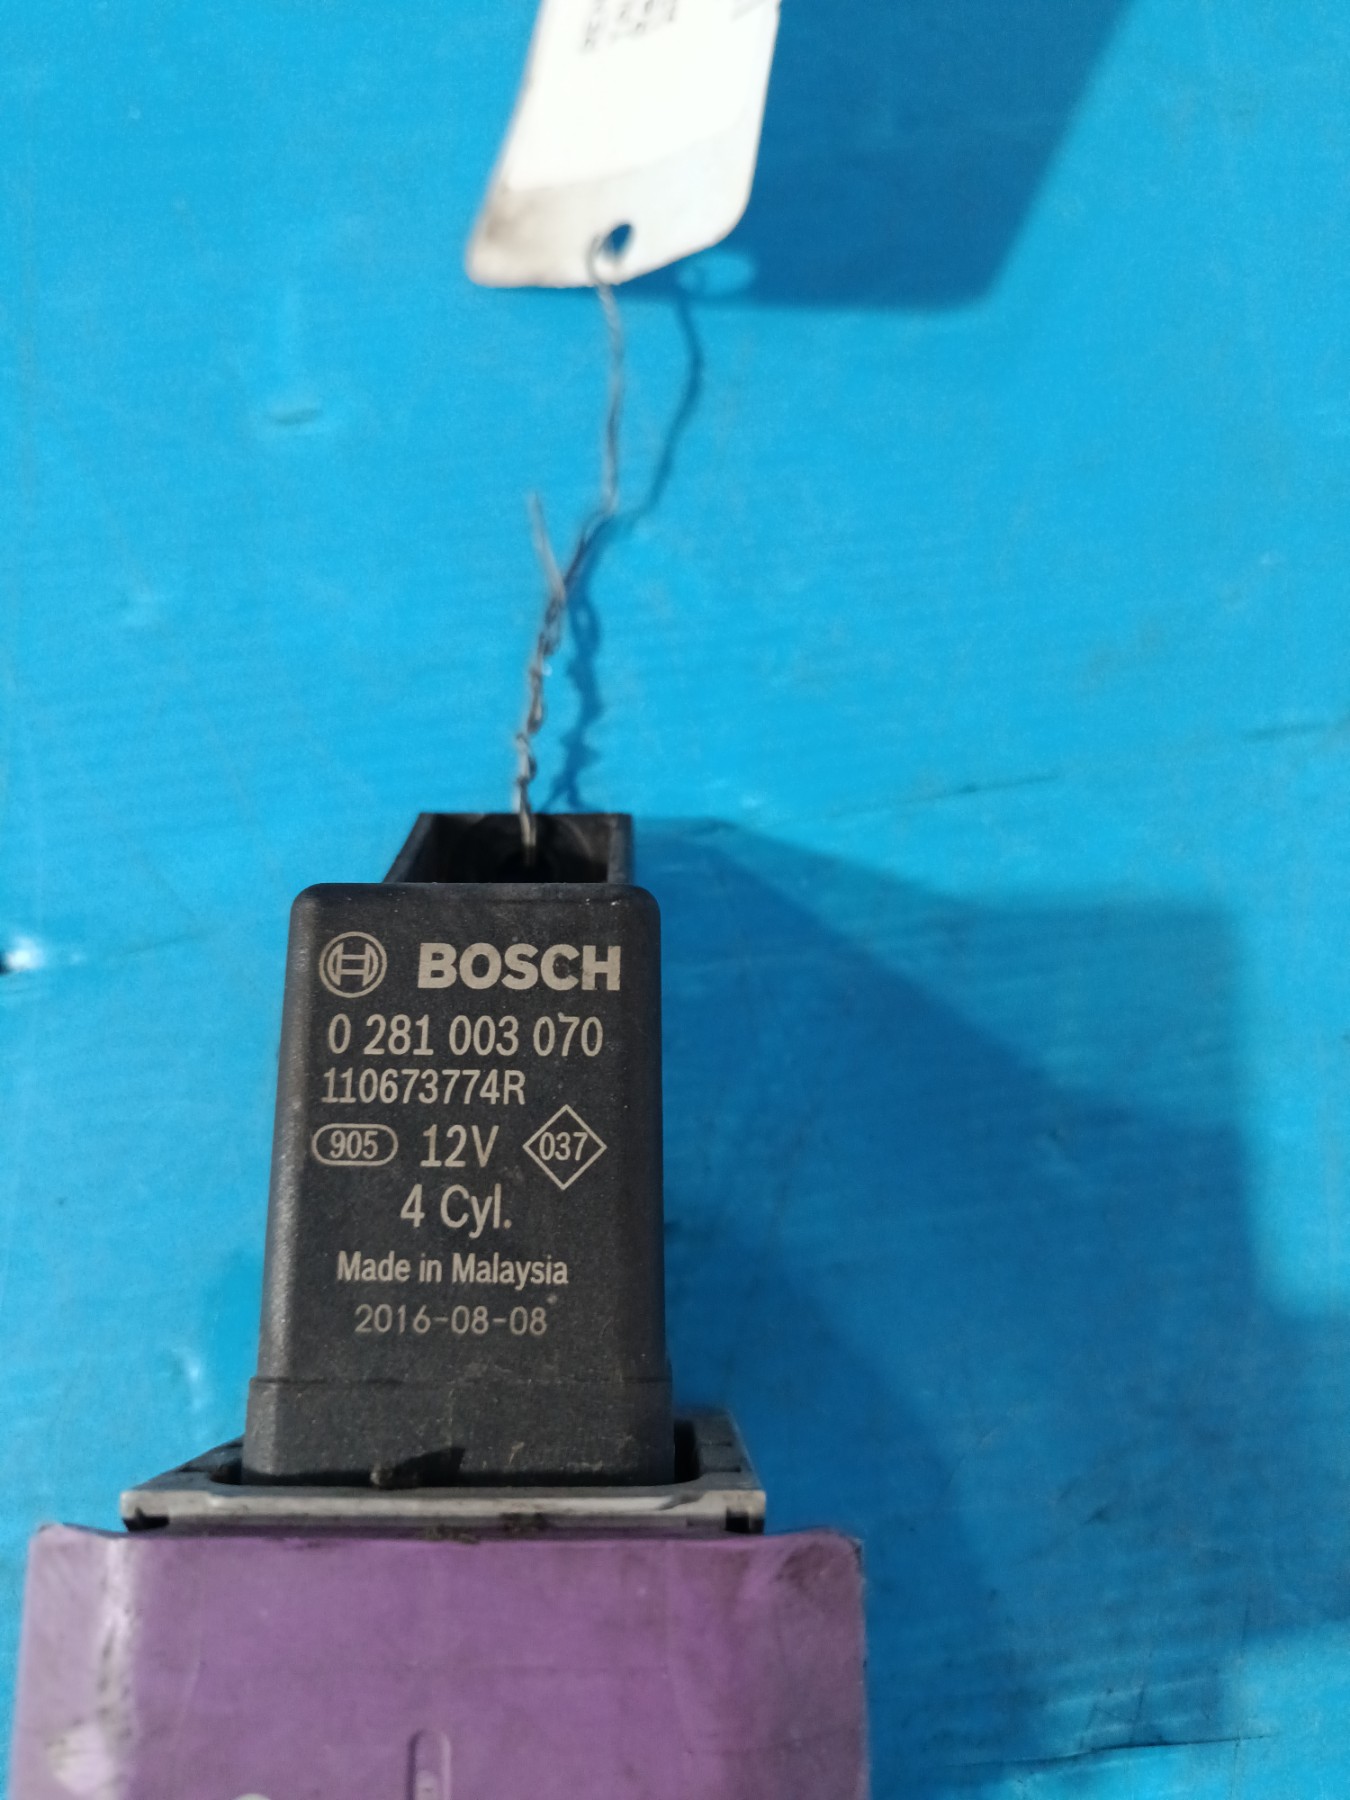 BOSCH
0 281 003 070
110673774R
905 12V 037
4 Cyl.
Made in Malaysia
2016-08-08